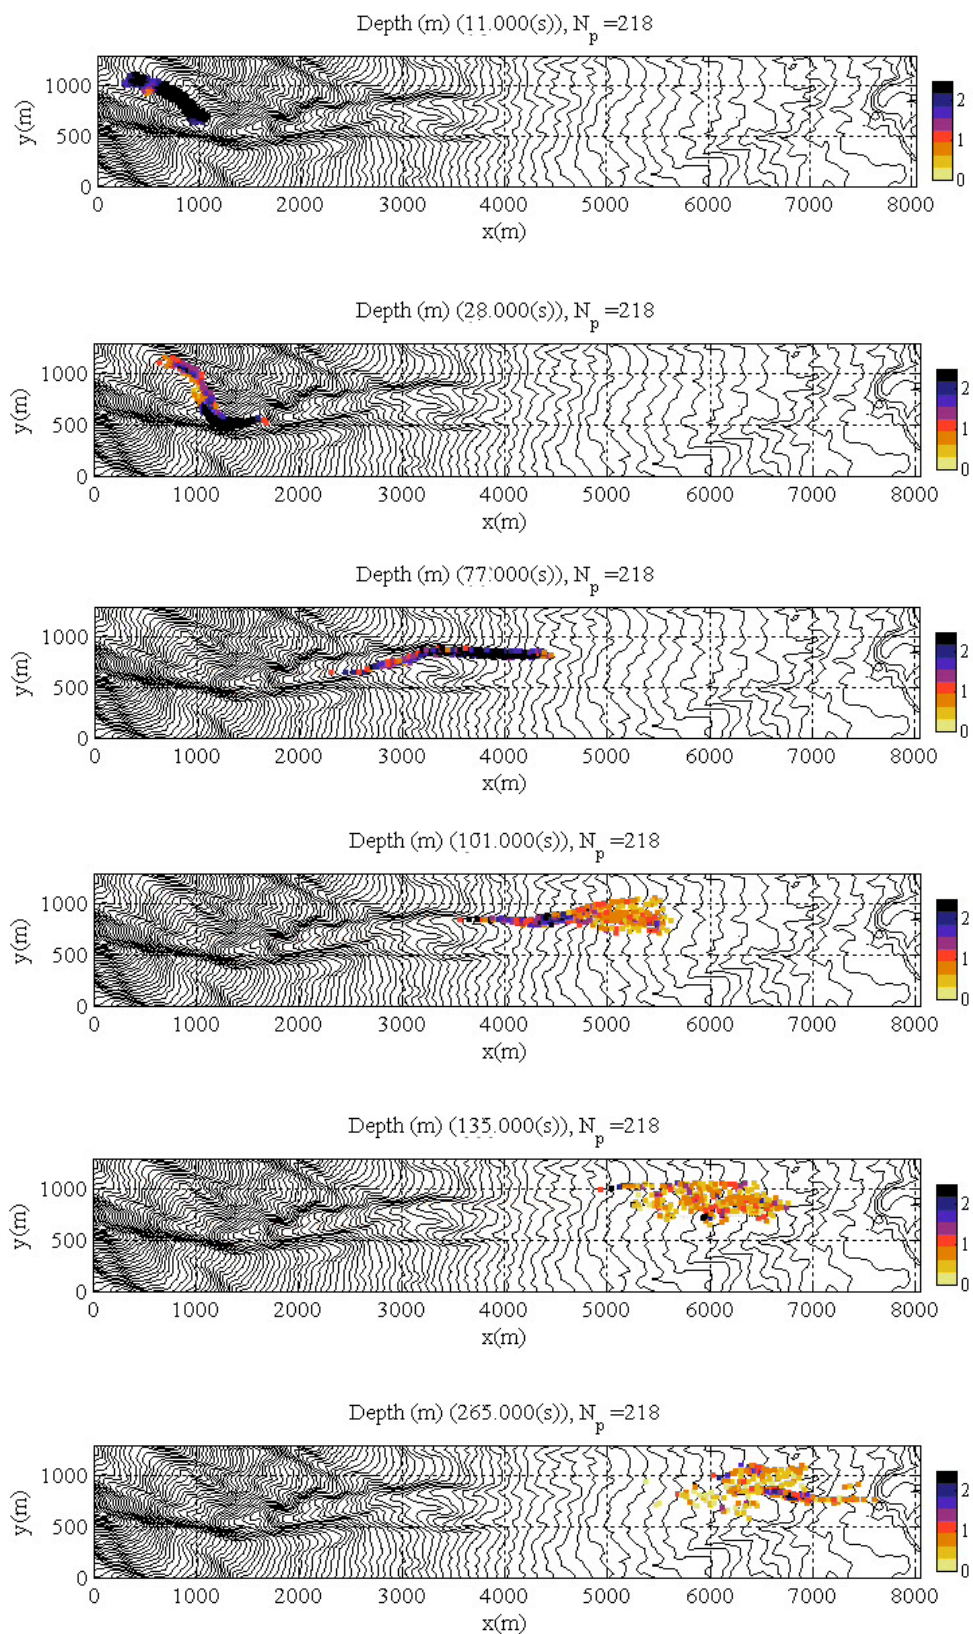 Depth (m) (11.000(s)), N_p =218
y(m)
1000
500
0
0 1000 2000 3000 4000 5000 6000 7000 8000
x(m)
2
1
0
Depth (m) (28.000(s)), N_p =218
y(m)
1000
500
0
0 1000 2000 3000 4000 5000 6000 7000 8000
x(m)
2
1
0
Depth (m) (77.000(s)), N_p =218
y(m)
1000
500
0
0 1000 2000 3000 4000 5000 6000 7000 8000
x(m)
2
1
0
Depth (m) (101.000(s)), N_p =218
y(m)
1000
500
0
0 1000 2000 3000 4000 5000 6000 7000 8000
x(m)
2
1
0
Depth (m) (135.000(s)), N_p =218
y(m)
1000
500
0
0 1000 2000 3000 4000 5000 6000 7000 8000
x(m)
2
1
0
Depth (m) (265.000(s)), N_p =218
y(m)
1000
500
0
0 1000 2000 3000 4000 5000 6000 7000 8000
x(m)
2
1
0